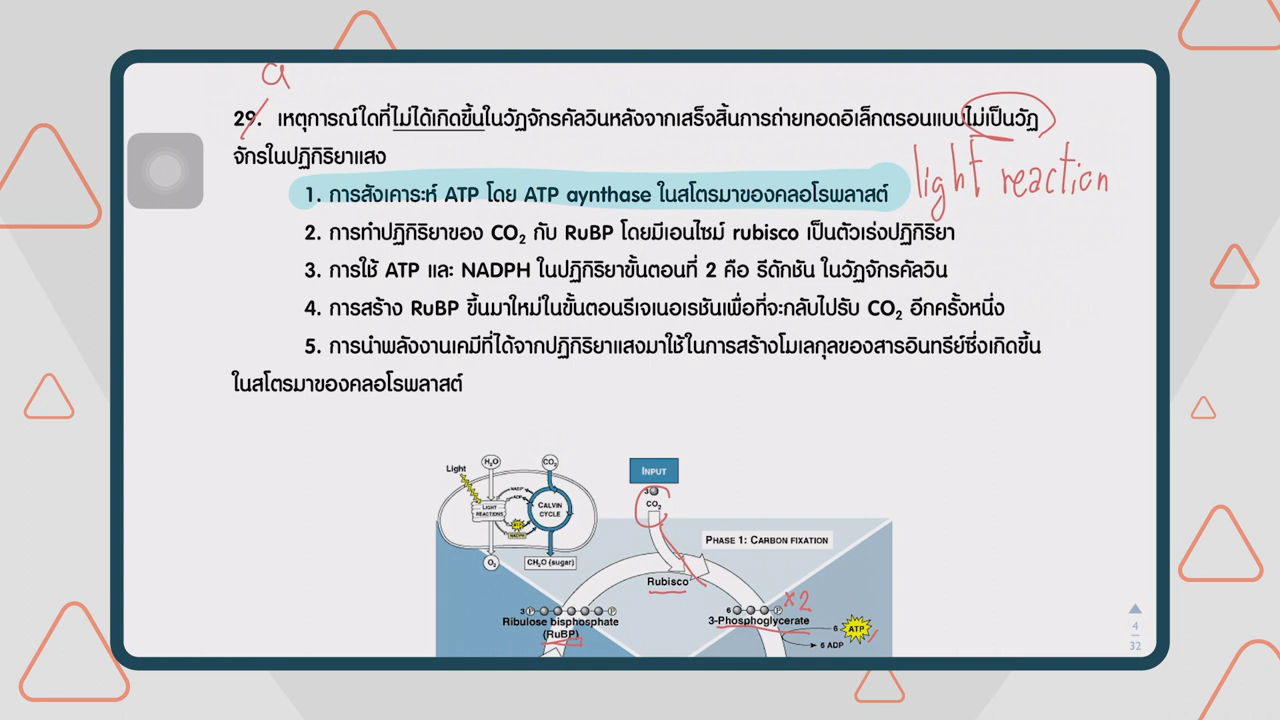 a
29. เหตุการณ์ใดที่ไม่ได้เกิดขึ้นในวัฏจักรคัลวินหลังจากเสร็จสิ้นการถ่ายทอดอิเล็กตรอนแบบไม่เป็นวัฏ
จักรในปฏิกิริยาแสง
1. การสังเคราะห์ ATP โดย ATP aynthase ในสโตรมาของคลอโรพลาสต์
light reaction
2. การทำปฏิกิริยาของ CO₂ กับ RuBP โดยมีเอนไซม์ rubisco เป็นตัวเร่งปฏิกิริยา
3. การใช้ ATP และ NADPH ในปฏิกิริยาขั้นตอนที่ 2 คือ รีดักชัน ในวัฏจักรคัลวิน
4. การสร้าง RuBP ขึ้นมาใหม่ในขั้นตอนรีเจเนอเรชันเพื่อที่จะกลับไปรับ CO₂ อีกครั้งหนึ่ง
5. การนำพลังงานเคมีที่ได้จากปฏิกิริยาแสงมาใช้ในการสร้างโมเลกุลของสารอินทรีย์ซึ่งเกิดขึ้น
ในสโตรมาของคลอโรพลาสต์
Light
H₂O
CO₂
NADP⁺
ADP
LIGHT
REACTIONS
CALVIN
CYCLE
ATP
NADPH
O₂
CH₂O (sugar)
INPUT
3
CO₂
PHASE 1: CARBON FIXATION
Rubisco
3 P P
Ribulose bisphosphate
(RuBP)
6 P
x2
3-Phosphoglycerate
6 ATP
6 ADP
4
32